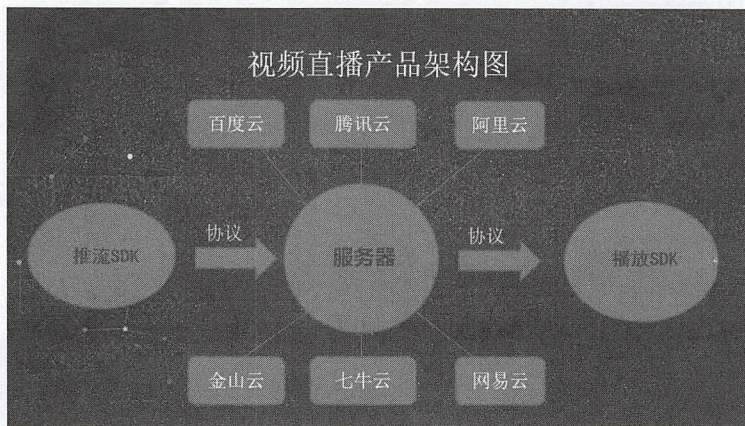 视频直播产品架构图
百度云
腾讯云
阿里云
协议
协议
推流SDK
服务器
播放SDK
金山云
七牛云
网易云